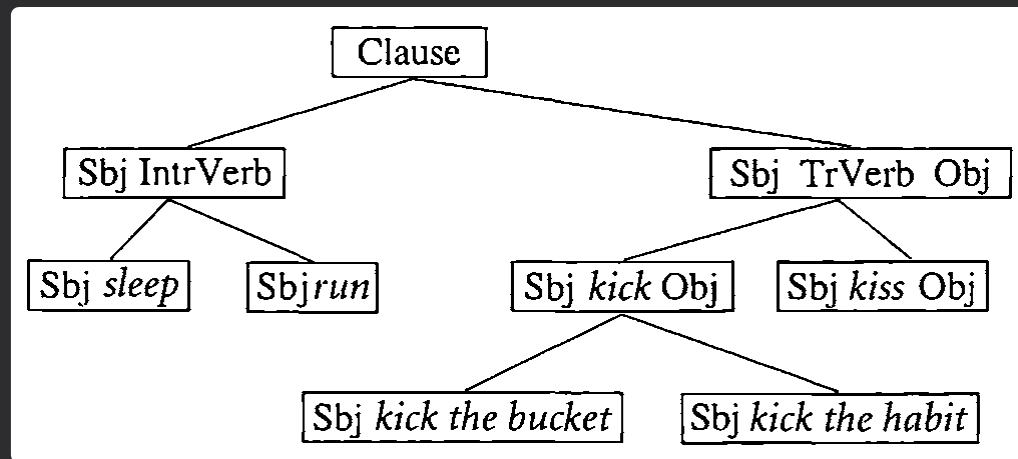 Clause
Sbj IntrVerb
Sbj TrVerb Obj
Sbj sleep
Sbj run
Sbj kick Obj
Sbj kiss Obj
Sbj kick the bucket
Sbj kick the habit